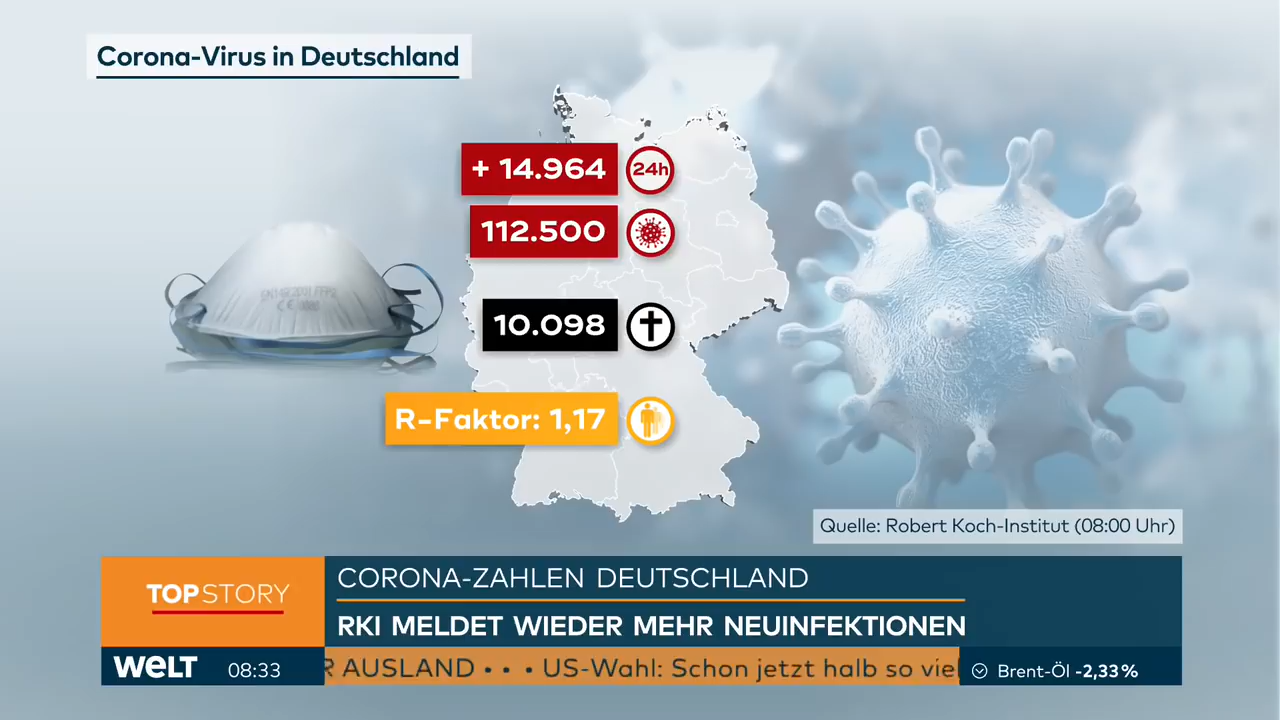 Corona-Virus in Deutschland
+ 14.964
24h
112.500
10.098
R-Faktor: 1,17
Quelle: Robert Koch-Institut (08:00 Uhr)
TOPSTORY
CORONA-ZAHLEN DEUTSCHLAND
RKI MELDET WIEDER MEHR NEUINFEKTIONEN
welt 08:33 R AUSLAND • • • US-Wahl: Schon jetzt halb so viel Brent-Öl -2,33%